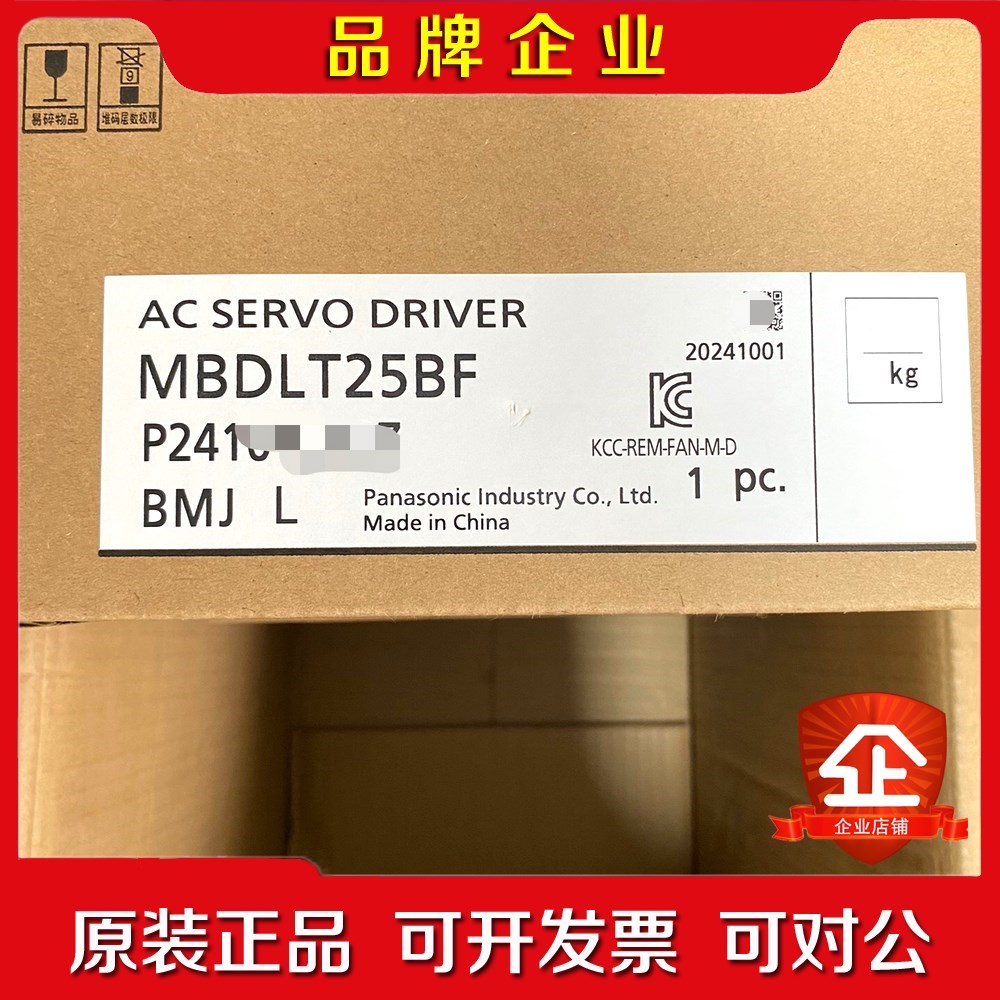 品牌企业
易碎物品
9
堆码层数极限
AC SERVO DRIVER
20241001
MBDLT25BF
kg
KCC-REM-FAN-M-D
BMJ L
Panasonic Industry Co., Ltd.
1 pc.
Made in China
企
企业店铺
原装正品 可开发票 可对公